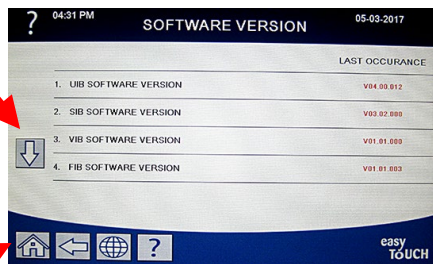 ? 04:31 PM SOFTWARE VERSION 05-03-2017
LAST OCCURANCE
1. UIB SOFTWARE VERSION V04.00.012
2. SIB SOFTWARE VERSION V03.02.000
3. VIB SOFTWARE VERSION V01.01.000
4. FIB SOFTWARE VERSION V01.01.003
?
easy
TOUCH